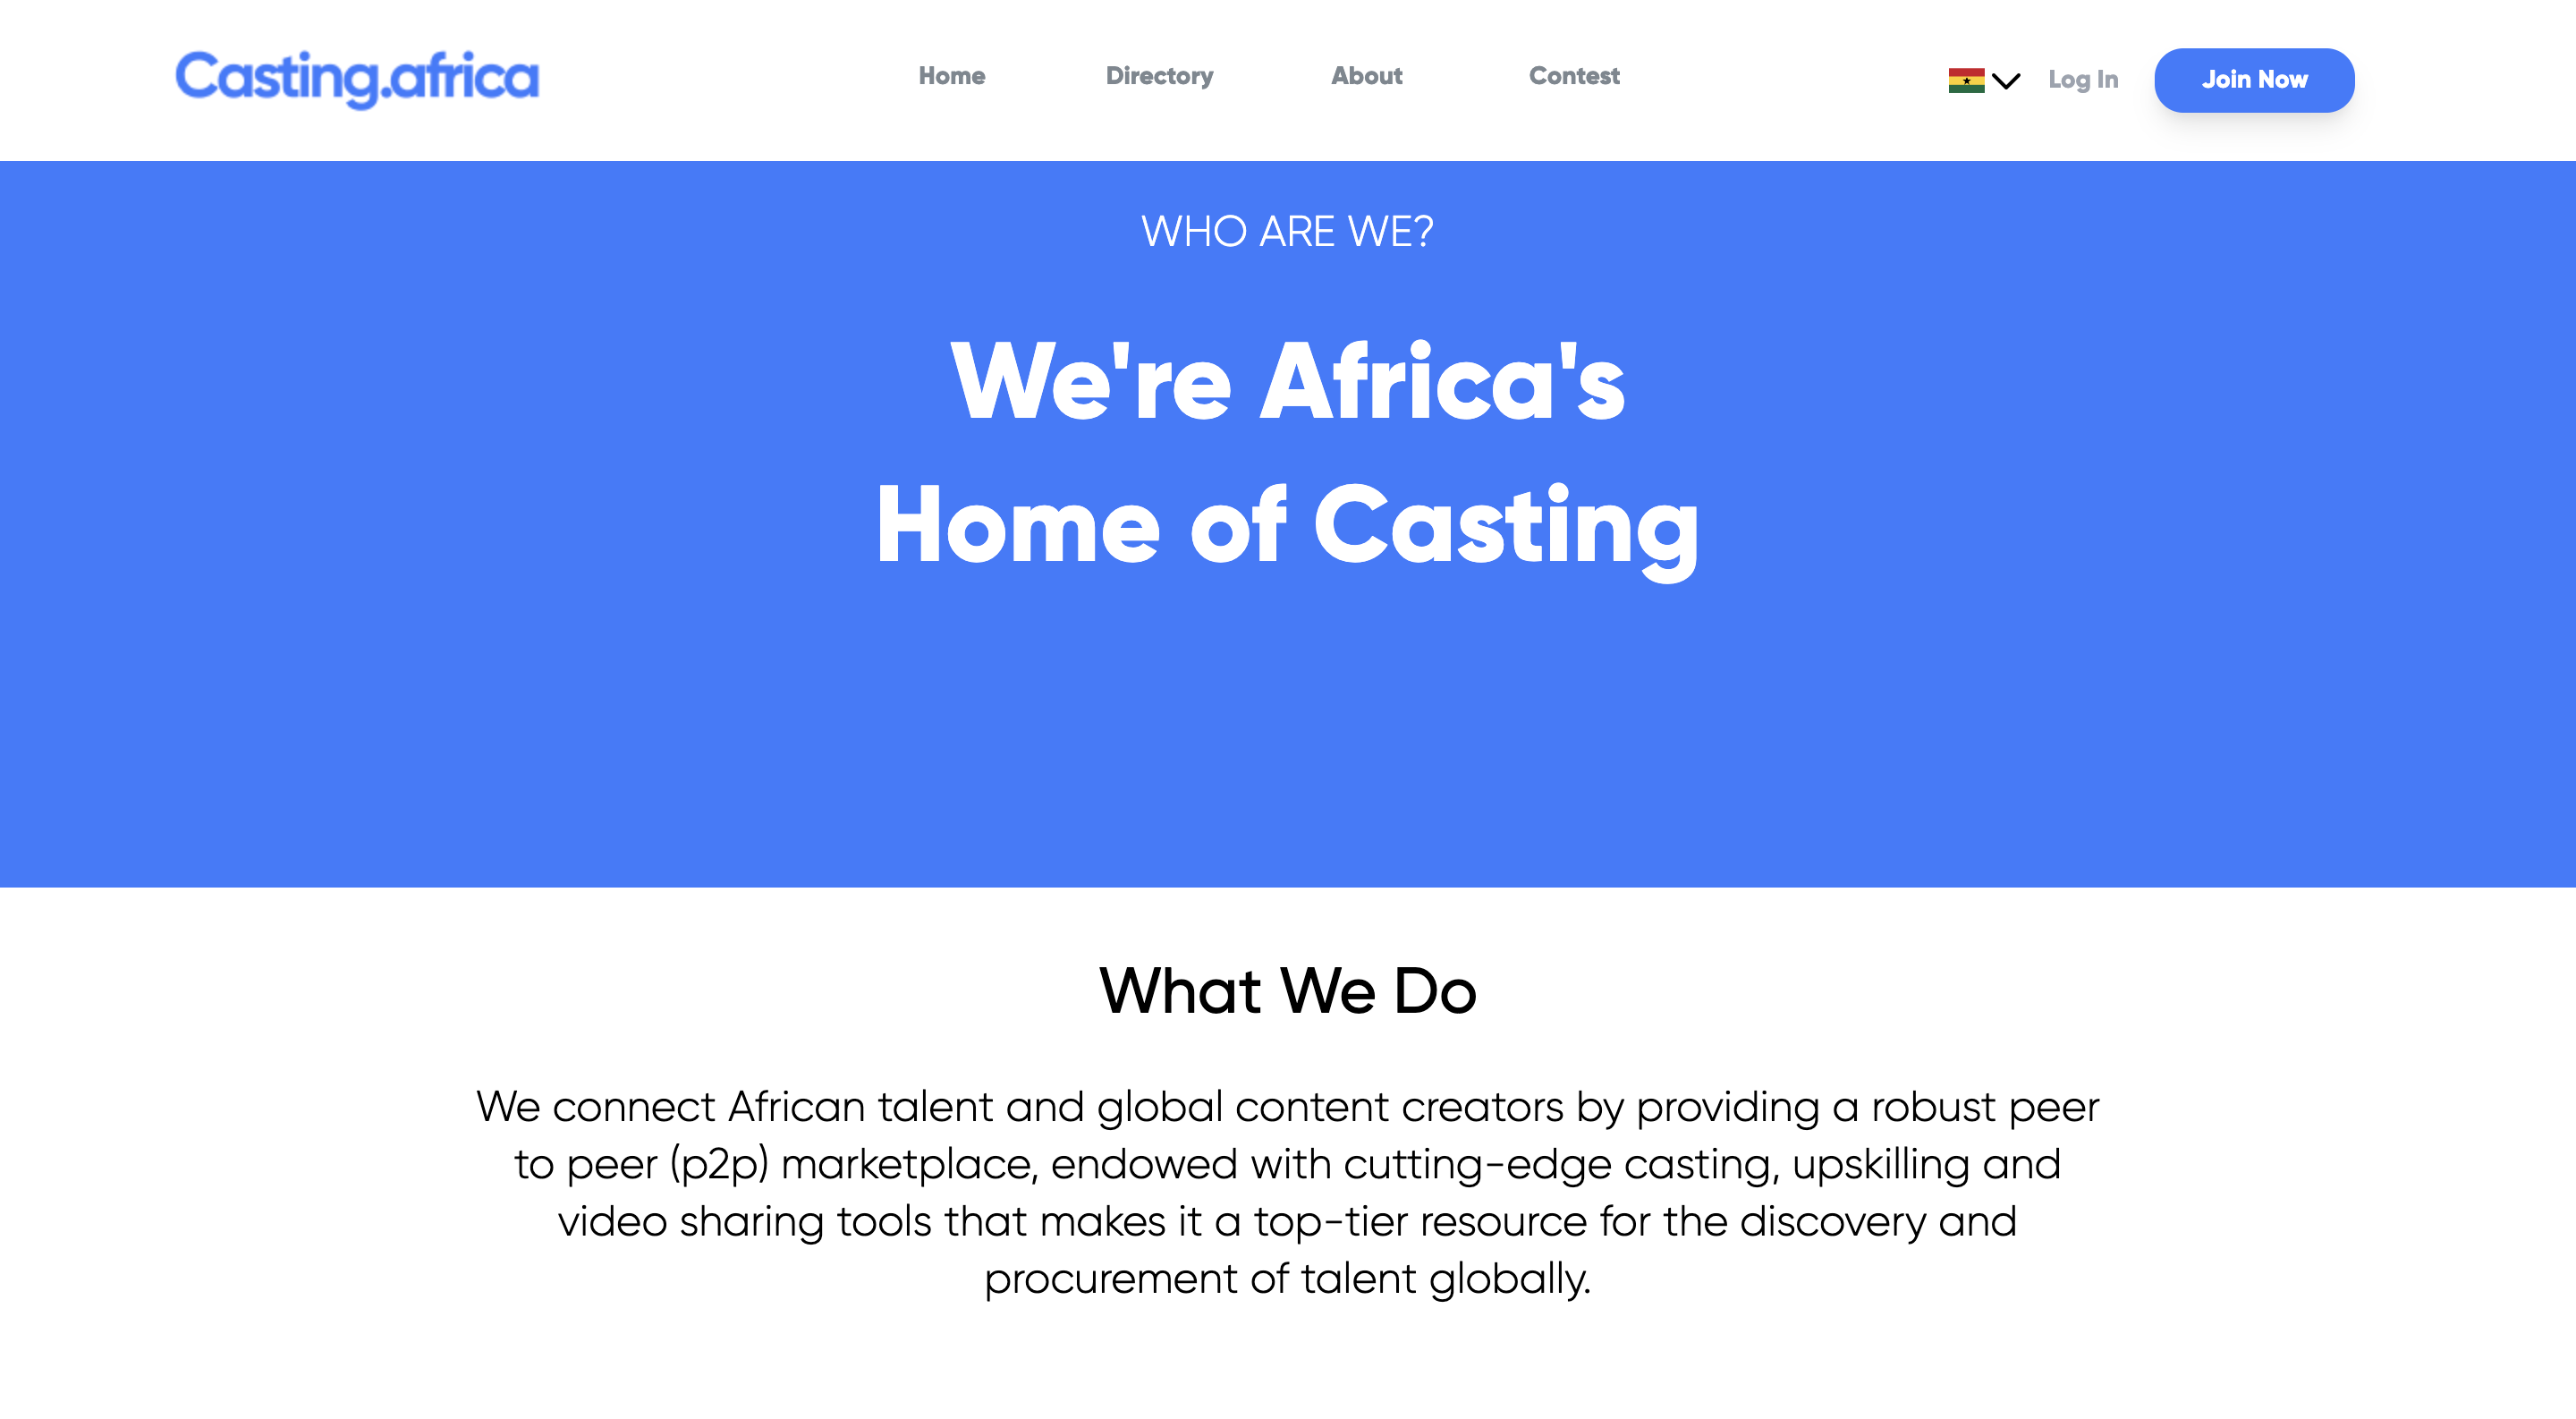 Casting.africa
Home
Directory
About
Contest
Log In
Join Now
WHO ARE WE?
We're Africa's
Home of Casting
What We Do
We connect African talent and global content creators by providing a robust peer
to peer (p2p) marketplace, endowed with cutting-edge casting, upskilling and
video sharing tools that makes it a top-tier resource for the discovery and
procurement of talent globally.